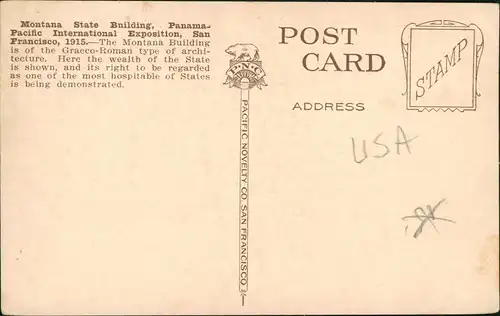 Montana State Building, Panama-
Pacific International Exposition, San
Francisco, 1915.—The Montana Building
is of the Graeco-Roman type of archi-
tecture. Here the wealth of the State
is shown, and its right to be regarded
as one of the most hospitable of States
is being demonstrated.
P·N·C
PACIFIC NOVELTY CO. SAN FRANCISCO
POST
CARD
ADDRESS
STAMP
USA